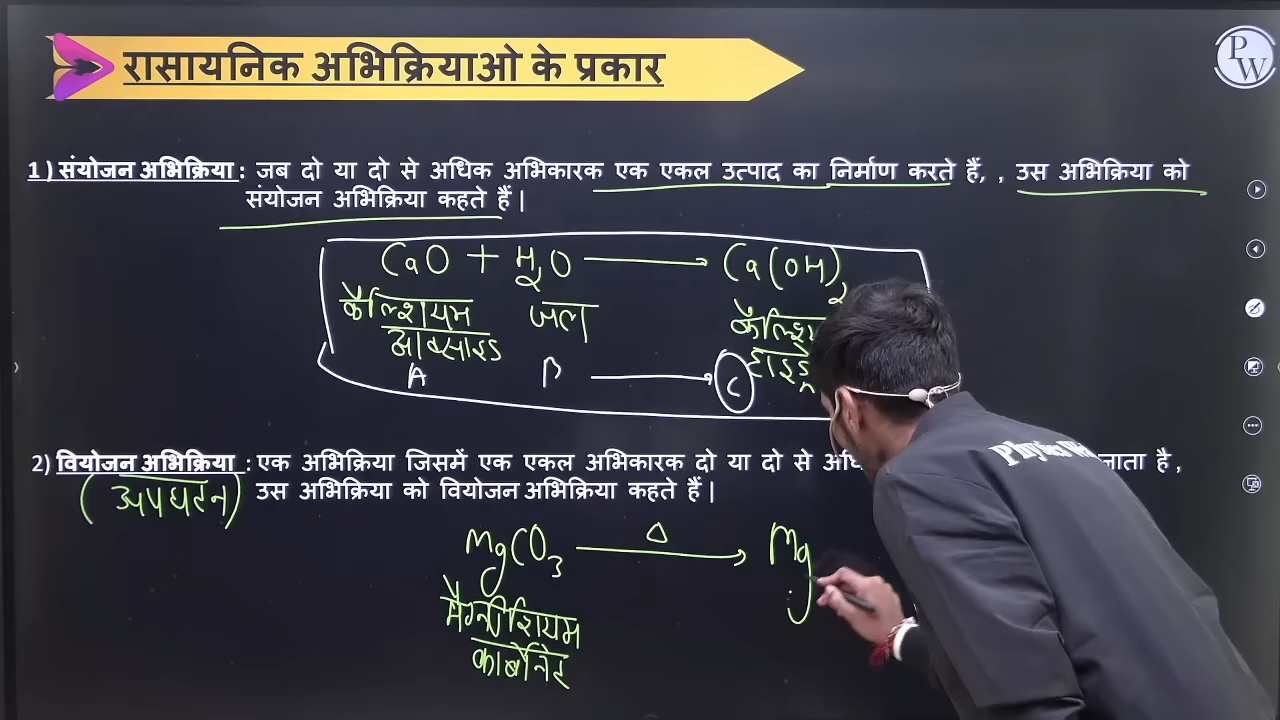 रासायनिक अभिक्रियाओ के प्रकार
PW
1 ) संयोजन अभिक्रिया : जब दो या दो से अधिक अभिकारक एक एकल उत्पाद का निर्माण करते हैं, , उस अभिक्रिया को
संयोजन अभिक्रिया कहते हैं |
CaO + H2O → Ca(OH)2
कैल्शियम जल
ऑक्साइड
A B → C
2) वियोजन अभिक्रिया : एक अभिक्रिया जिसमें एक एकल अभिकारक दो या दो से जाता है ,
(अपघटन) उस अभिक्रिया को वियोजन अभिक्रिया कहते हैं |
MgCO3 Δ → Mg
मैग्नीशियम
कार्बोनेट